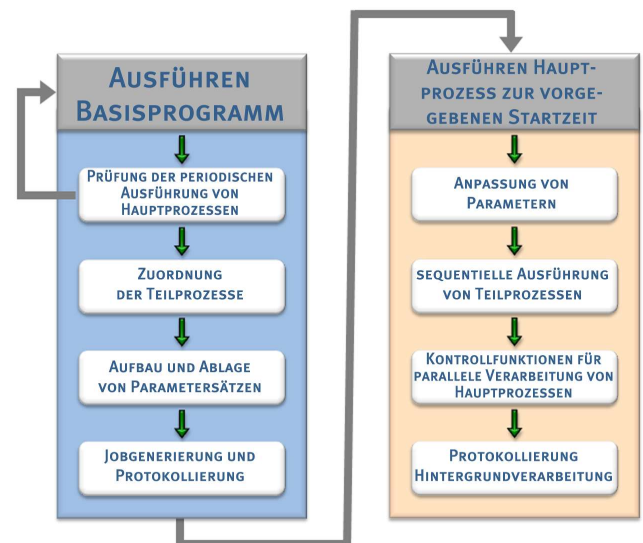 AUSFÜHREN
BASISPROGRAMM
PRÜFUNG DER PERIODISCHEN
AUSFÜHRUNG VON
HAUPTPROZESSEN
ZUORDNUNG
DER TEILPROZESSE
AUFBAU UND ABLAGE
VON PARAMETERSÄTZEN
JOBGENERIERUNG UND
PROTOKOLLIERUNG
AUSFÜHREN HAUPT-
PROZESS ZUR VORGE-
GEBENEN STARTZEIT
ANPASSUNG VON
PARAMETERN
SEQUENTIELLE AUSFÜHRUNG
VON TEILPROZESSEN
KONTROLLFUNKTIONEN FÜR
PARALLELE VERARBEITUNG VON
HAUPTPROZESSEN
PROTOKOLLIERUNG
HINTERGRUNDVERARBEITUNG